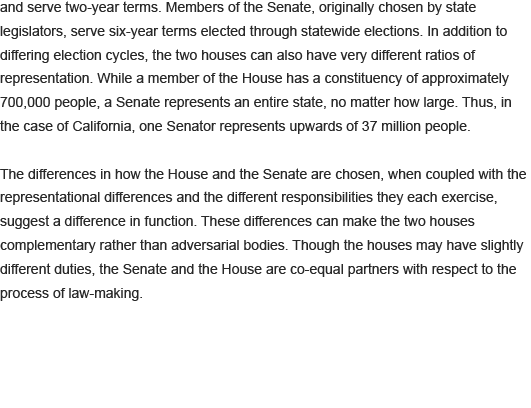 and serve two-year terms. Members of the Senate, originally chosen by state
legislators, serve six-year terms elected through statewide elections. In addition to
differing election cycles, the two houses can also have very different ratios of
representation. While a member of the House has a constituency of approximately
700,000 people, a Senate represents an entire state, no matter how large. Thus, in
the case of California, one Senator represents upwards of 37 million people.

The differences in how the House and the Senate are chosen, when coupled with the
representational differences and the different responsibilities they each exercise,
suggest a difference in function. These differences can make the two houses
complementary rather than adversarial bodies. Though the houses may have slightly
different duties, the Senate and the House are co-equal partners with respect to the
process of law-making.